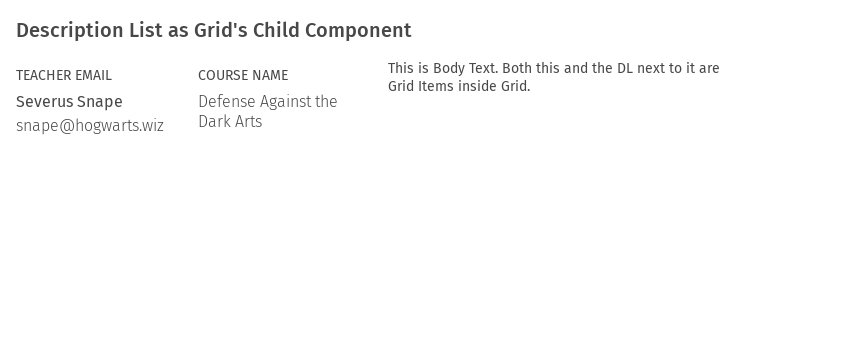 Description List as Grid's Child Component
TEACHER EMAIL
Severus Snape
snape@hogwarts.wiz
COURSE NAME
Defense Against the
Dark Arts
This is Body Text. Both this and the DL next to it are
Grid Items inside Grid.